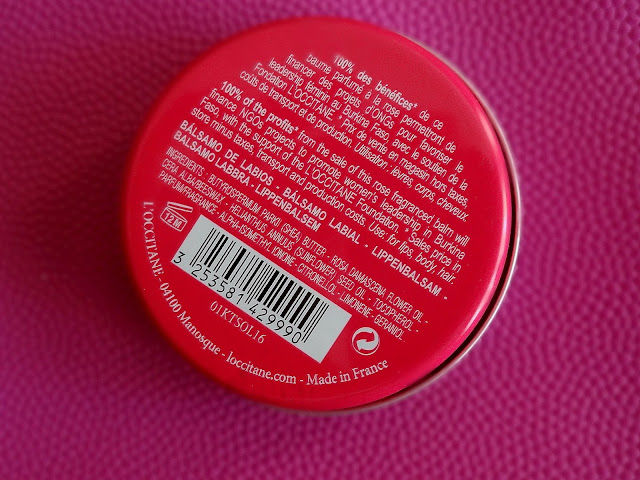 100% des bénéfices* de ce
baume parfumé à la rose permettront de
financer des projets d'ONGs pour favoriser le
leadership féminin au Burkina Faso, avec le soutien de la
Fondation L'OCCITANE. *Prix de vente en magasin hors taxes,
coûts de transport et de production. Utilisation : lèvres, corps, cheveux.
100% of the profits* from the sale of this rose fragranced balm will
finance NGOs projects to promote women's leadership in Burkina
Faso, with the support of the L'OCCITANE Foundation. *Sales price in
store minus taxes, transport and production costs. Use: for lips, body, hair.
BÁLSAMO DE LABIOS - BÁLSAMO LABIAL - LIPPENBALSAM -
BALSAMO LABBRA - LIPPENBALSEM
INGREDIENTS: BUTYROSPERMUM PARKII (SHEA) BUTTER - ROSA DAMASCENA FLOWER OIL -
CERA ALBA/BEESWAX - HELIANTHUS ANNUUS (SUNFLOWER) SEED OIL - TOCOPHEROL -
PARFUM/FRAGRANCE - ALPHA-ISOMETHYL IONONE - CITRONELLOL - LIMONENE - GERANIOL
12 M
3 253581 429990
01KTSOL16
L'OCCITANE - 04100 Manosque - loccitane.com - Made in France